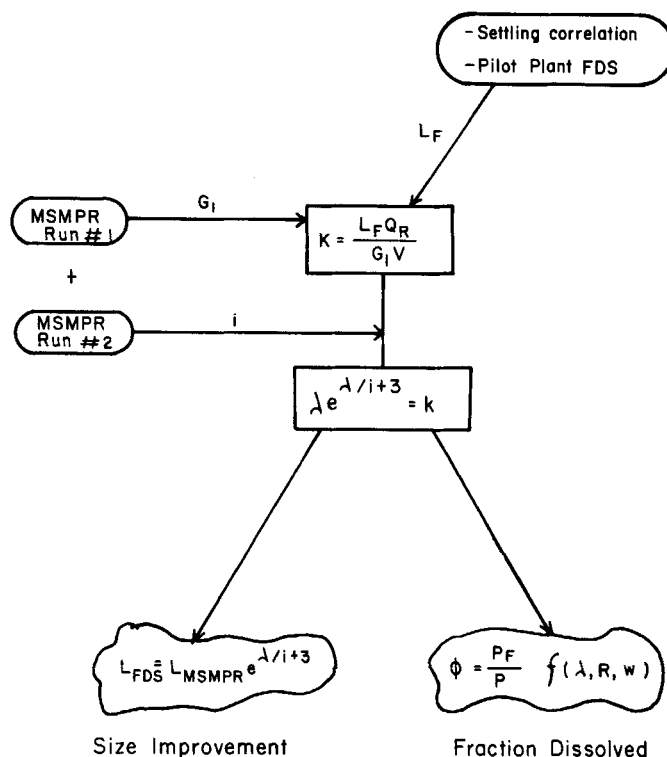 -Settling correlation
-Pilot Plant FDS
L_F
G_1
MSMPR
Run #1
K = L_F Q_R / G_1 V
+
MSMPR
Run #2
i
λe^{λ/i+3} = k
L_FDS = L_MSMPR e^{λ/i+3}
Φ = P_F / P f(λ, R, w)
Size Improvement
Fraction Dissolved